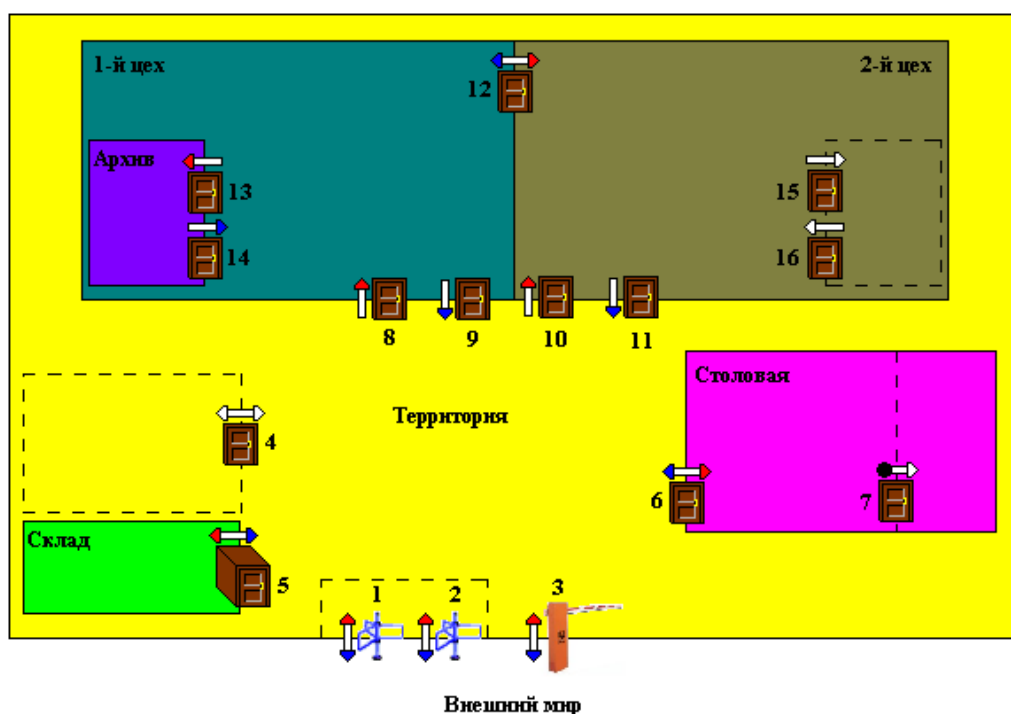 1-й цех
2-й цех
12
Архив
13
15
14
16
8
9
10
11
Столовая
Территория
4
6
7
Склад
5
1
2
3
Внешний мир